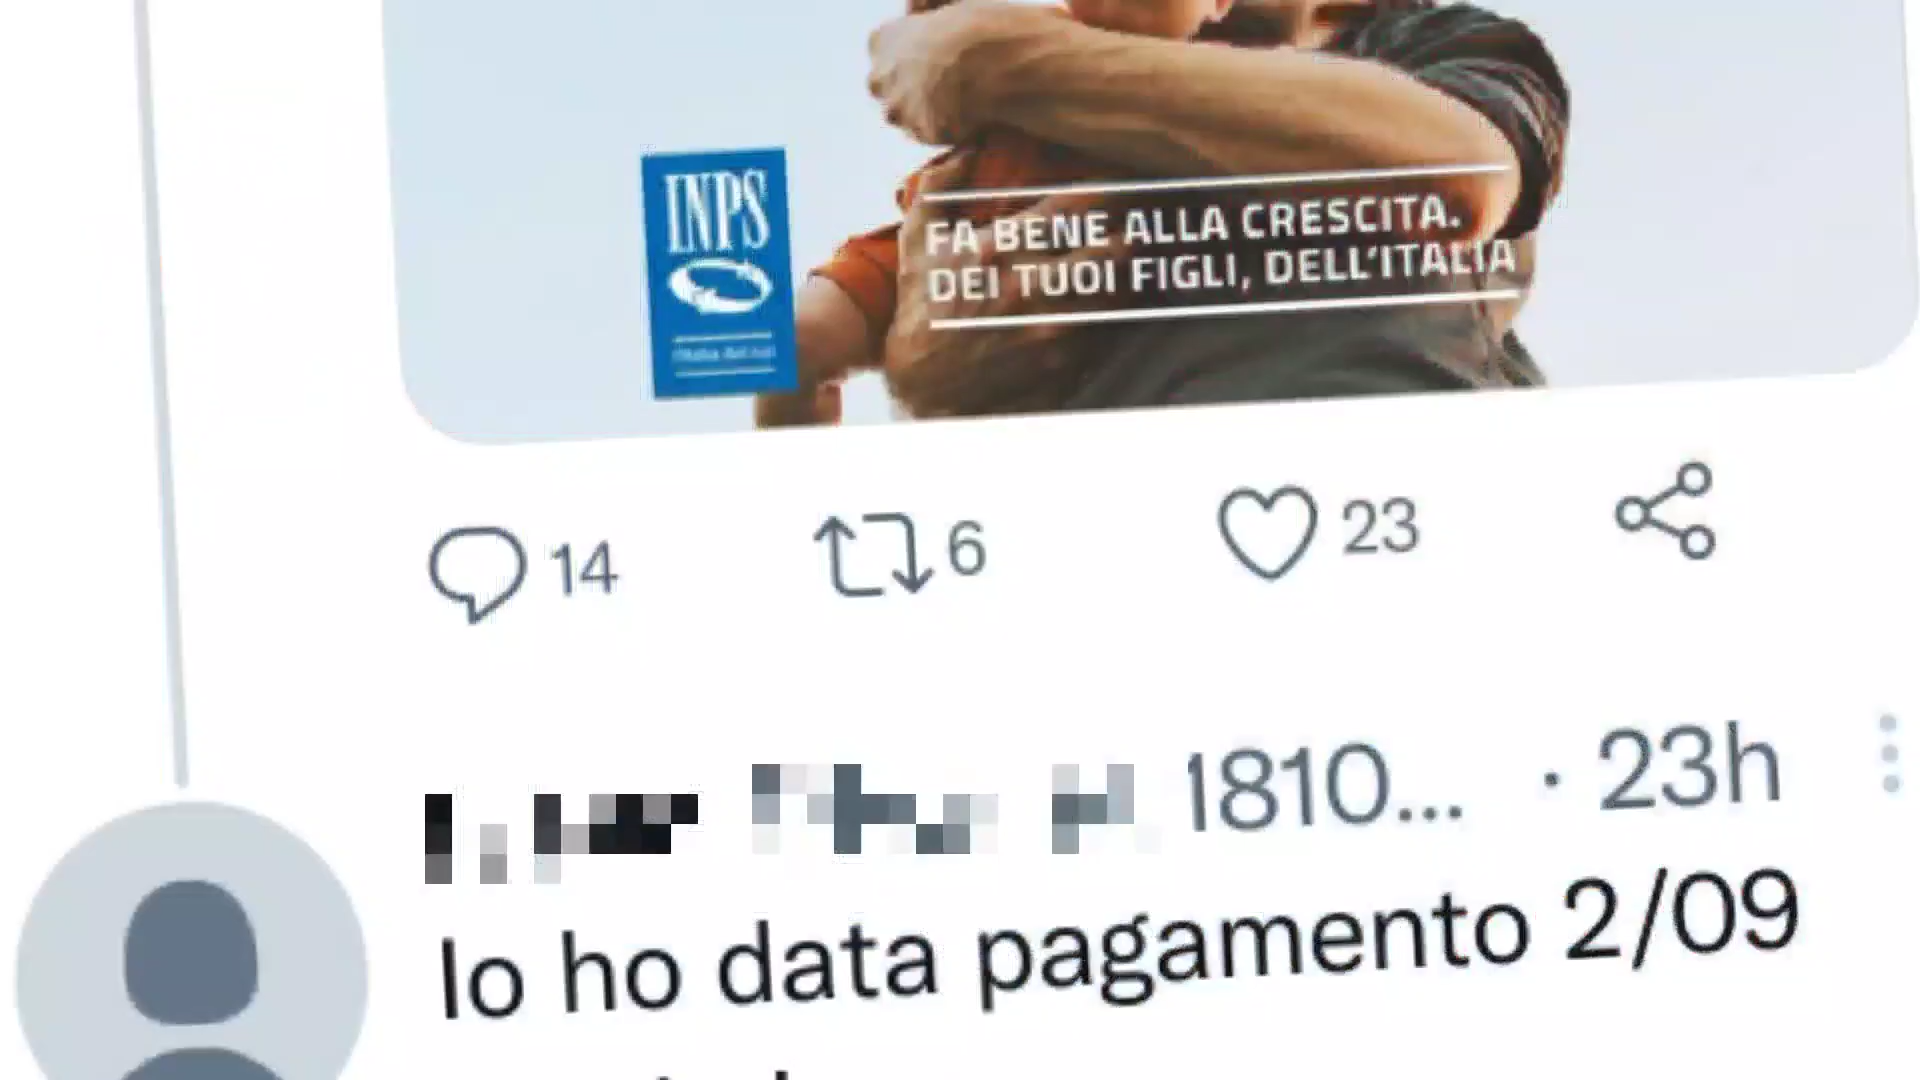 INPS
FA BENE ALLA CRESCITA.
DEI TUOI FIGLI, DELL'ITALIA
14
6
23
1810... · 23h
Io ho data pagamento 2/09